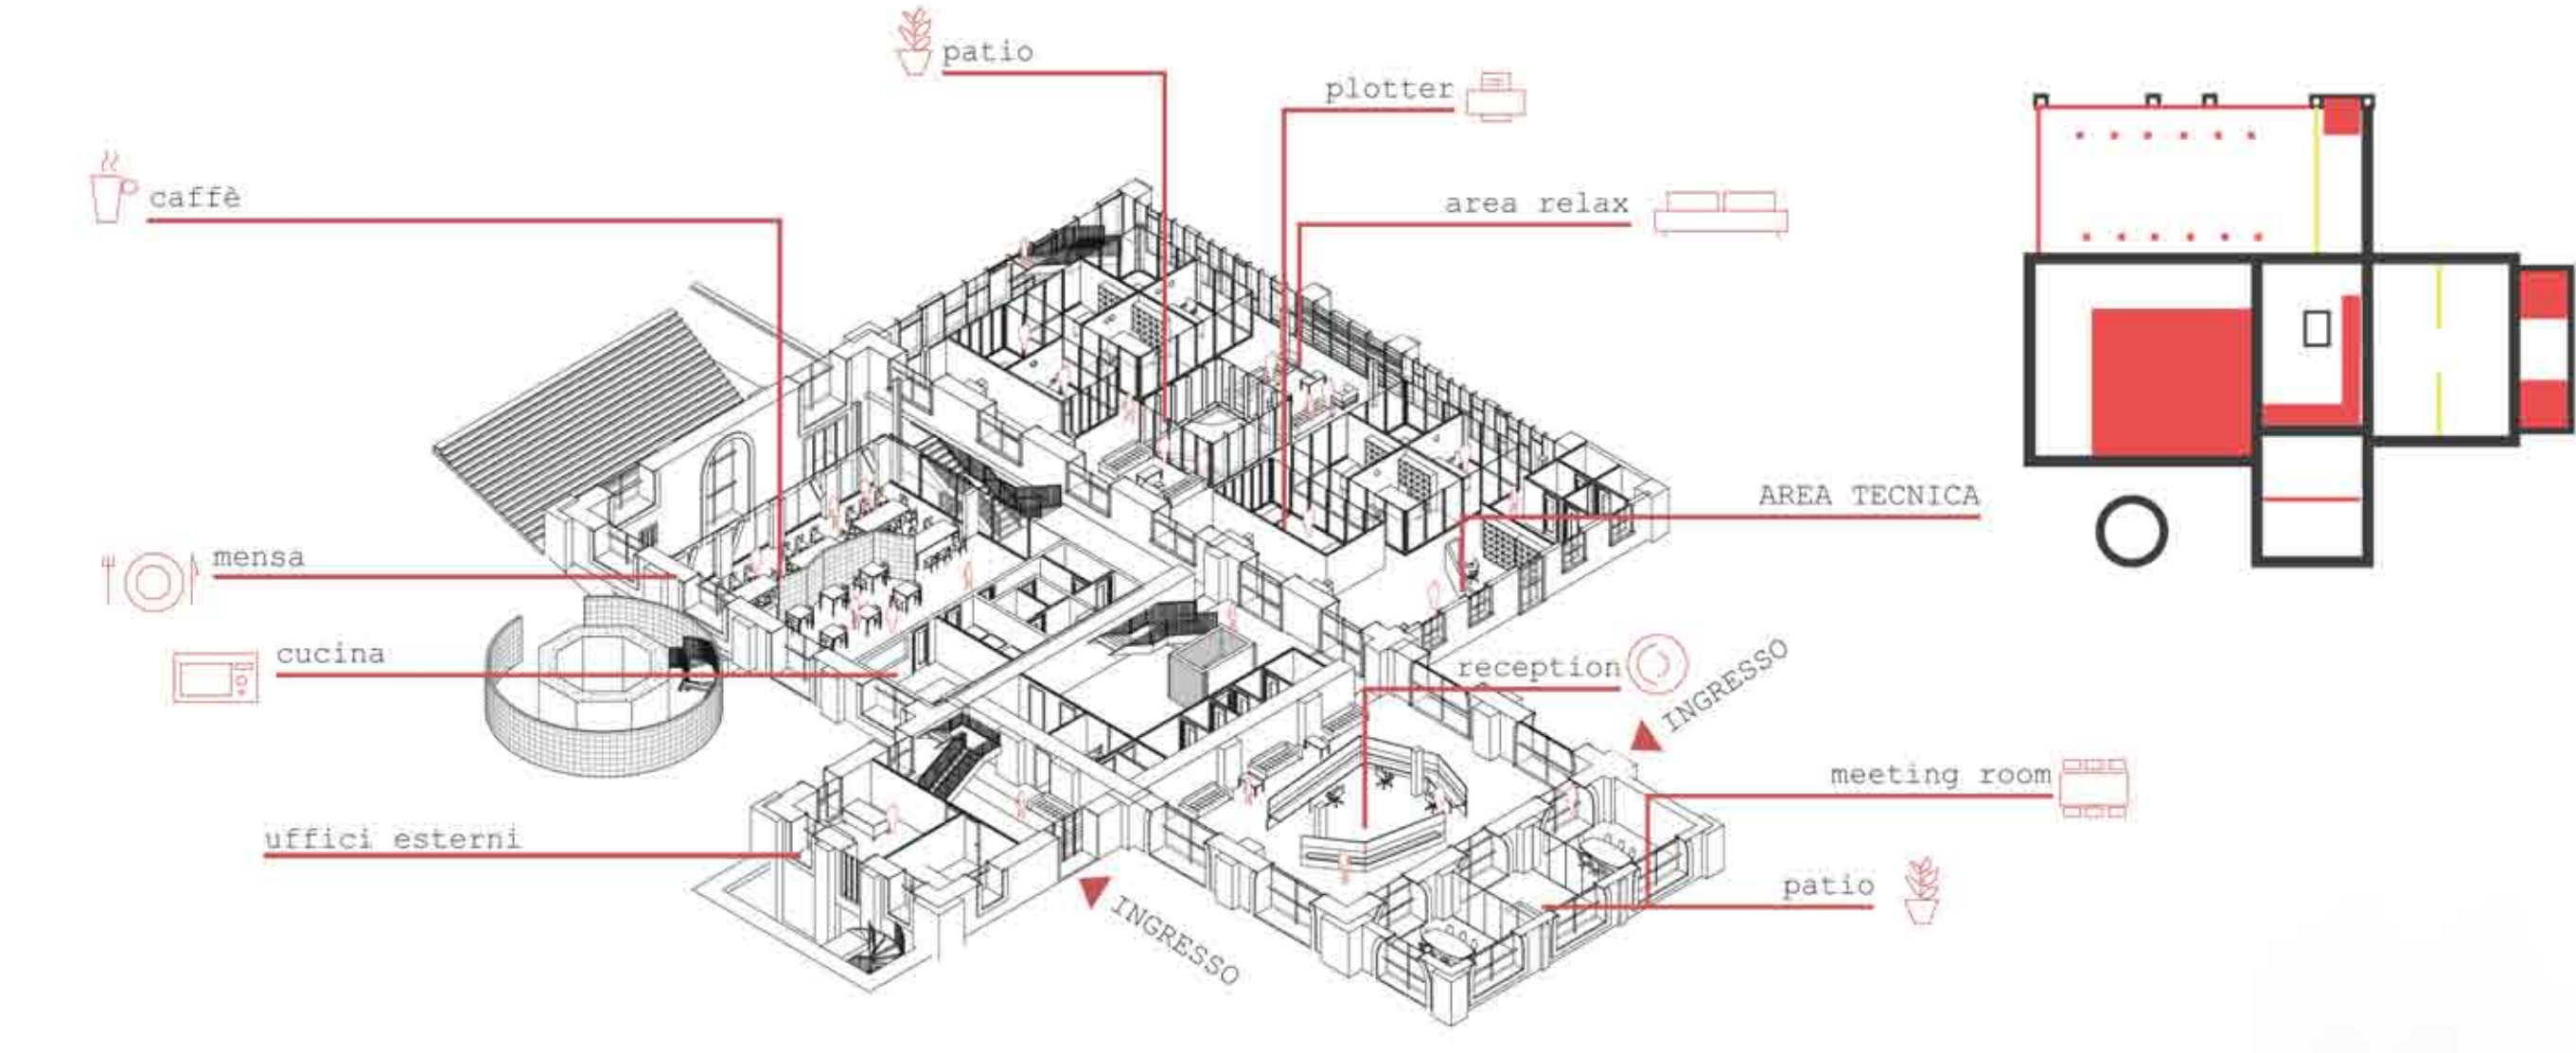 patio
plotter
caffè
area relax
AREA TECNICA
mensa
cucina
reception
INGRESSO
meeting room
uffici esterni
patio
INGRESSO